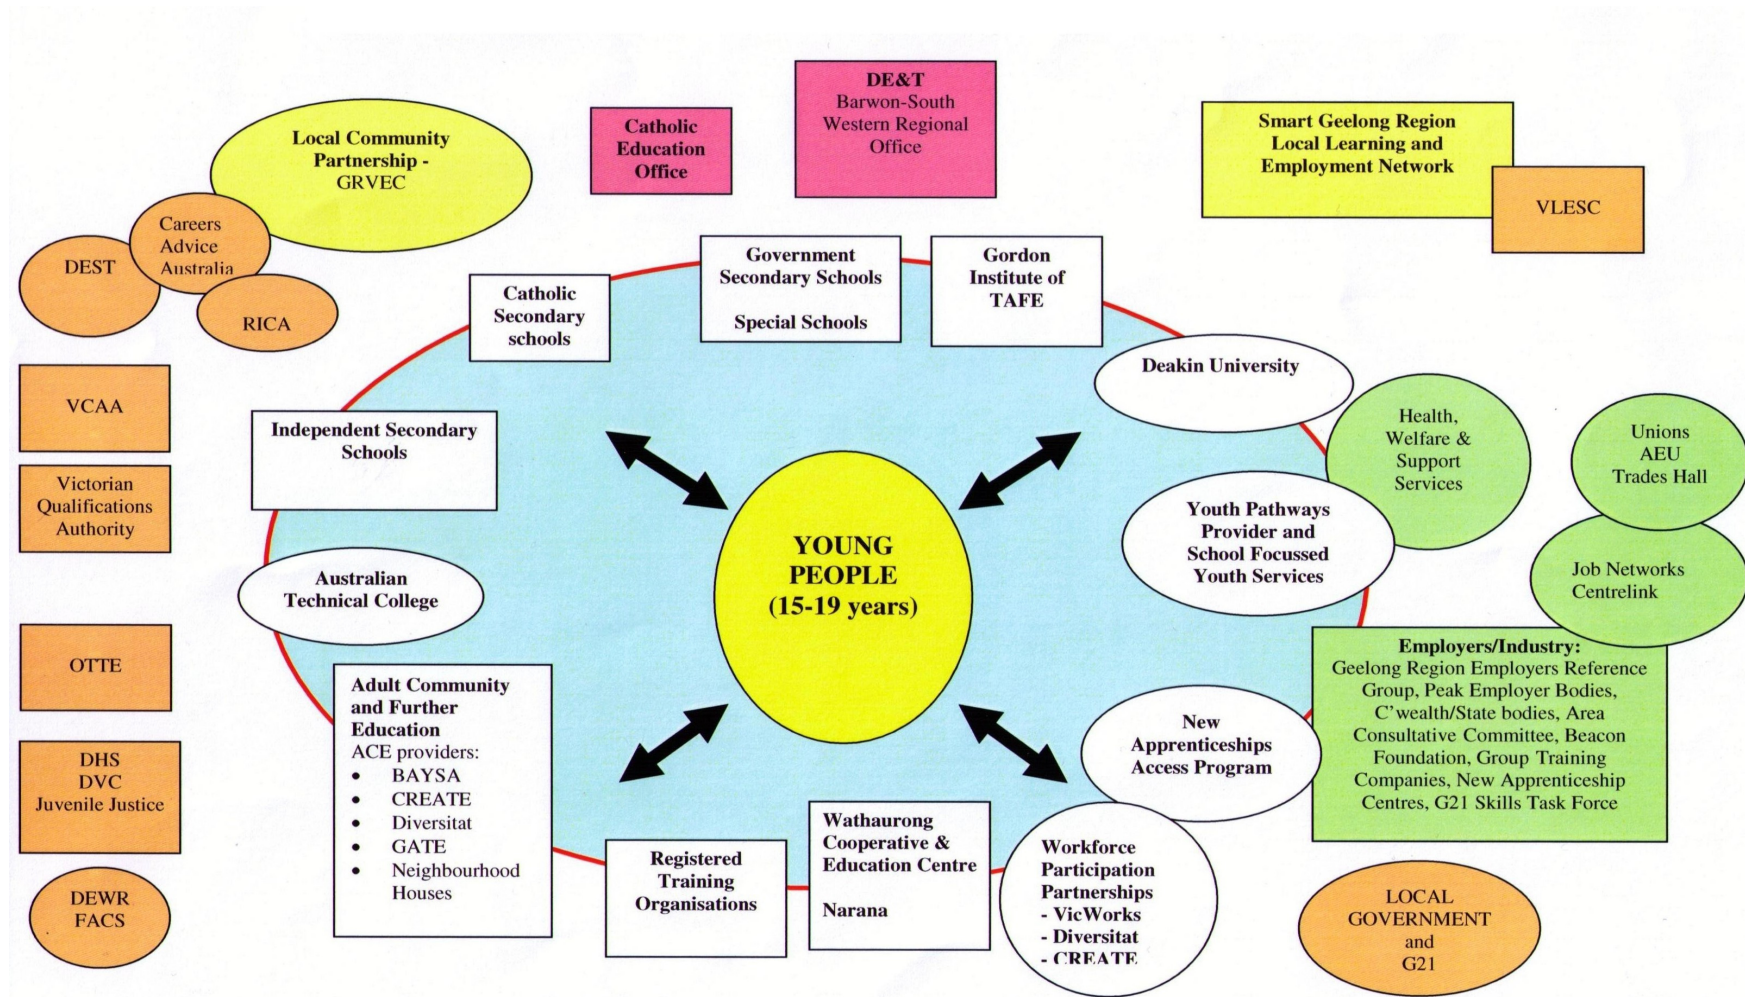 DE&T
Barwon-South
Western Regional
Office
Catholic
Education
Office
Local Community
Partnership -
GRVEC
Smart Geelong Region
Local Learning and
Employment Network
VLESC
Careers
Advice
Australia
DEST
RICA
Government
Secondary Schools
Special Schools
Gordon
Institute of
TAFE
Catholic
Secondary
schools
Deakin University
VCAA
Independent Secondary
Schools
Health,
Welfare &
Support
Services
Unions
AEU
Trades Hall
Victorian
Qualifications
Authority
Youth Pathways
Provider and
School Focussed
Youth Services
YOUNG
PEOPLE
(15-19 years)
Australian
Technical College
Job Networks
Centrelink
OTTE
Employers/Industry:
Geelong Region Employers Reference
Group, Peak Employer Bodies,
C'wealth/State bodies, Area
Consultative Committee, Beacon
Foundation, Group Training
Companies, New Apprenticeship
Centres, G21 Skills Task Force
Adult Community
and Further
Education
ACE providers:
• BAYSA
• CREATE
• Diversitat
• GATE
• Neighbourhood
Houses
New
Apprenticeships
Access Program
DHS
DVC
Juvenile Justice
Wathaurong
Cooperative &
Education Centre
Narana
Workforce
Participation
Partnerships
- VicWorks
- Diversitat
- CREATE
Registered
Training
Organisations
DEWR
FACS
LOCAL
GOVERNMENT
and
G21